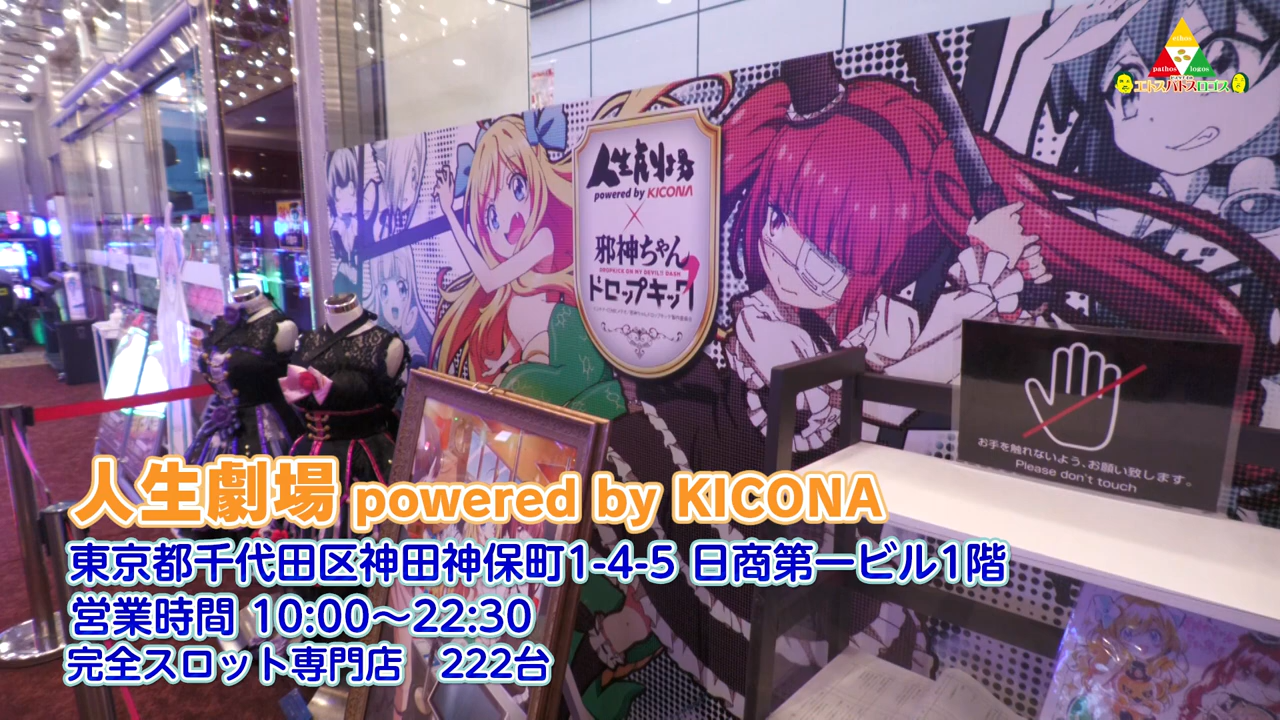 ethos
pathos logos
エトスパトスロゴス
人生劇場
powered by KICONA
×
邪神ちゃん
DROPKICK ON MY DEVIL!! DASH
ドロップキック
お手を触れないよう、お願い致します。
Please don't touch
人生劇場 powered by KICONA
東京都千代田区神田神保町1-4-5 日商第一ビル1階
営業時間 10:00〜22:30
完全スロット専門店 222台